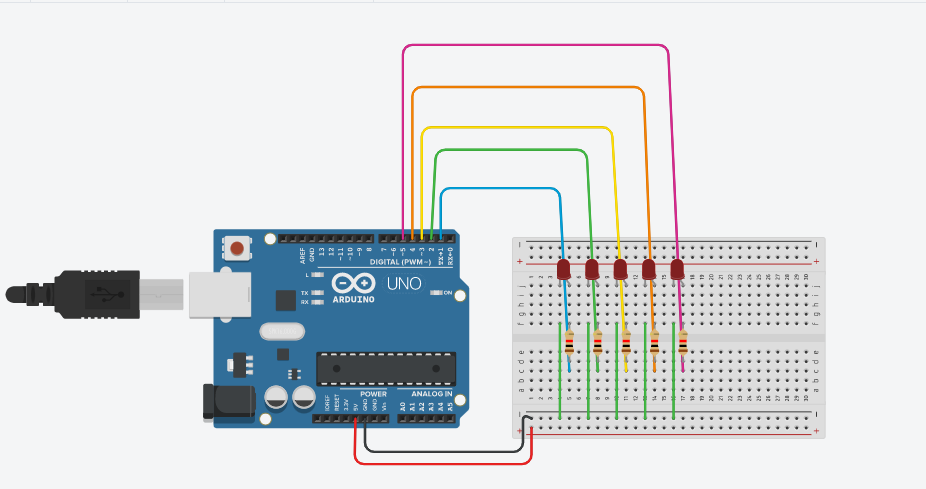 AREF
GND
13
12
~11
~10
~9
8
7
~6
~5
4
~3
2
TX→1
RX←0
DIGITAL (PWM~)
L
TX
RX
UNO
ARDUINO
ON
POWER
ANALOG IN
IOREF
RESET
3.3V
5V
GND
GND
Vin
A0
A1
A2
A3
A4
A5